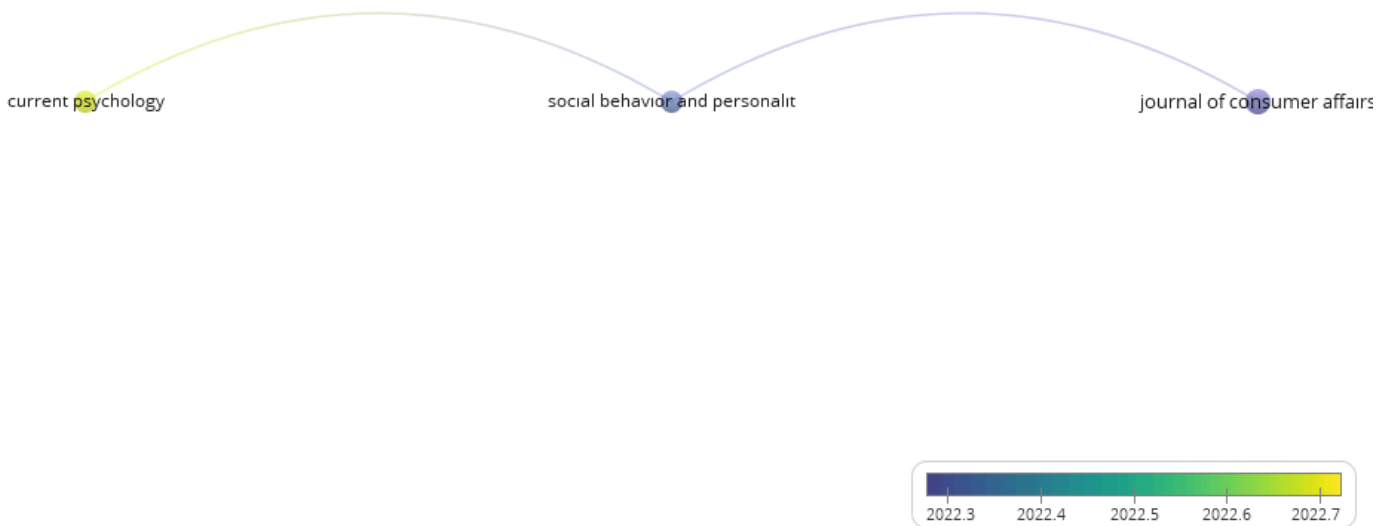 current psychology
social behavior and personalit
journal of consumer affairs
2022.3 2022.4 2022.5 2022.6 2022.7